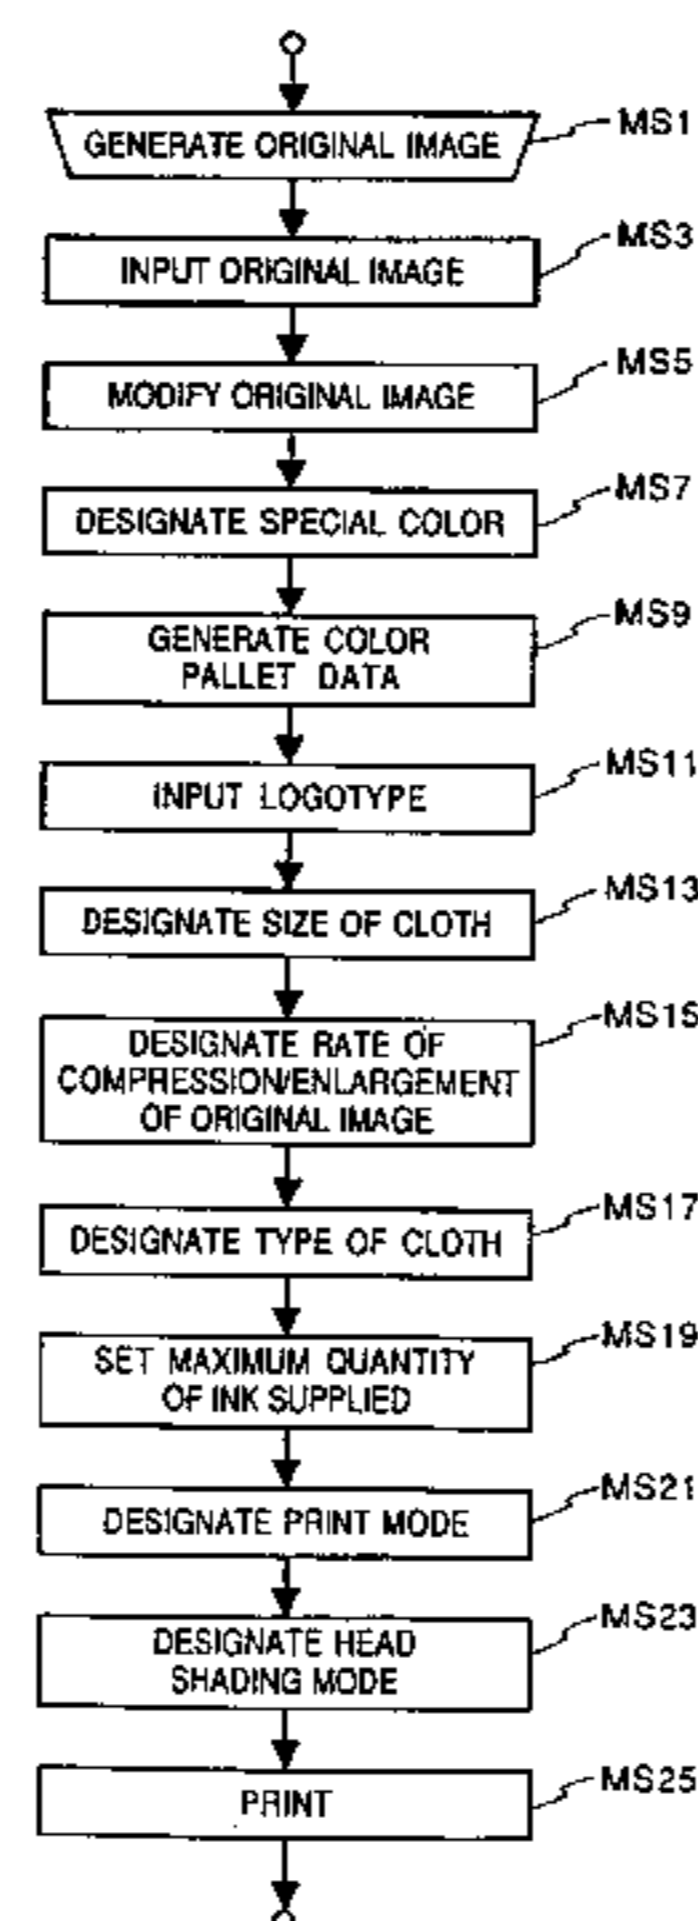 GENERATE ORIGINAL IMAGE
MS1
INPUT ORIGINAL IMAGE
MS3
MODIFY ORIGINAL IMAGE
MS5
DESIGNATE SPECIAL COLOR
MS7
GENERATE COLOR
PALLET DATA
MS9
INPUT LOGOTYPE
MS11
DESIGNATE SIZE OF CLOTH
MS13
DESIGNATE RATE OF
COMPRESSION/ENLARGEMENT
OF ORIGINAL IMAGE
MS15
DESIGNATE TYPE OF CLOTH
MS17
SET MAXIMUM QUANTITY
OF INK SUPPLIED
MS19
DESIGNATE PRINT MODE
MS21
DESIGNATE HEAD
SHADING MODE
MS23
PRINT
MS25